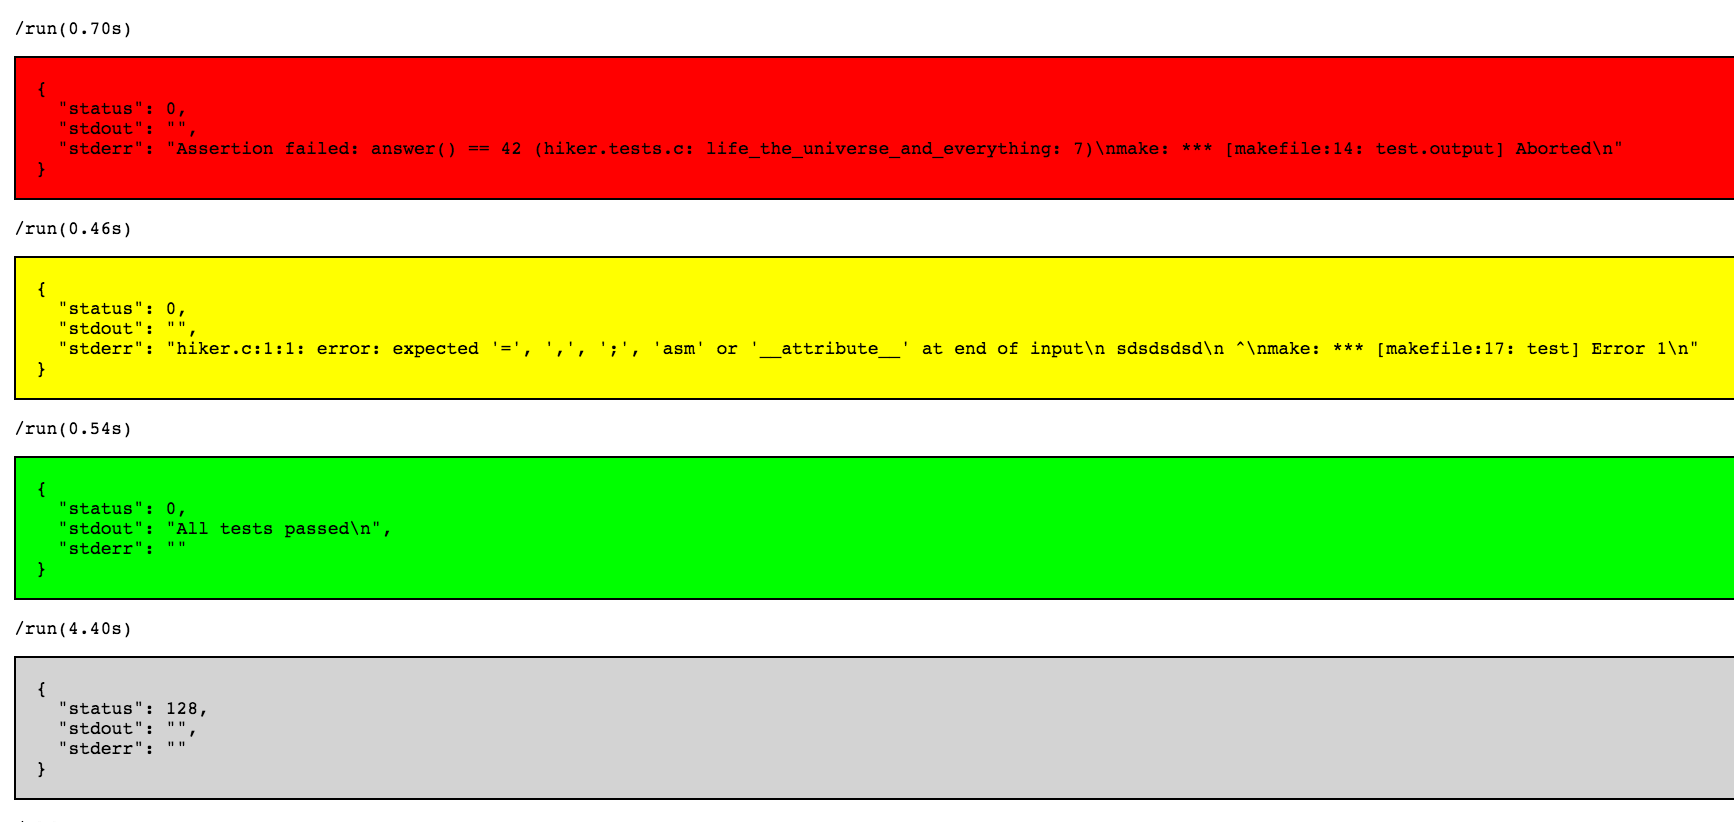 /run(0.70s)
{
"status": 0,
"stdout": "",
"stderr": "Assertion failed: answer() == 42 (hiker.tests.c: life_the_universe_and_everything: 7)\nmake: *** [makefile:14: test.output] Aborted\n"
}
/run(0.46s)
{
"status": 0,
"stdout": "",
"stderr": "hiker.c:1:1: error: expected '=', ',', ';', 'asm' or '__attribute__' at end of input\n sdsdsdsd\n ^\nmake: *** [makefile:17: test] Error 1\n"
}
/run(0.54s)
{
"status": 0,
"stdout": "All tests passed\n",
"stderr": ""
}
/run(4.40s)
{
"status": 128,
"stdout": "",
"stderr": ""
}